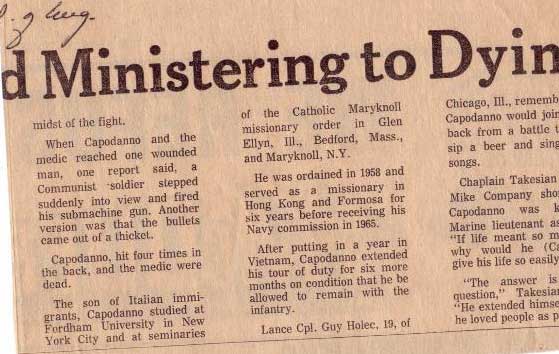 d Ministering to Dyin
midst of the fight.
When Capodanno and the
medic reached one wounded
man, one report said, a
Communist soldier stepped
suddenly into view and fired
his submachine gun. Another
version was that the bullets
came out of a thicket.
Capodanno, hit four times in
the back, and the medic were
dead.
The son of Italian immi-
grants, Capodanno studied at
Fordham University in New
York City and at seminaries
of the Catholic Maryknoll
missionary order in Glen
Ellyn, Ill., Bedford, Mass.,
and Maryknoll, N.Y.
He was ordained in 1958 and
served as a missionary in
Hong Kong and Formosa for
six years before receiving his
Navy commission in 1965.
After putting in a year in
Vietnam, Capodanno extended
his tour of duty for six more
months on condition that he be
allowed to remain with the
infantry.
Lance Cpl. Guy Holec, 19, of
Chicago, Ill., rememb
Capodanno would join
back from a battle t
sip a beer and sing
songs.
Chaplain Takesian
Mike Company sho
Capodanno was k
Marine lieutenant as
"If life meant so m
why would he (Ca
give his life so easily
"The answer is
question," Takesia
"He extended himse
he loved people as p